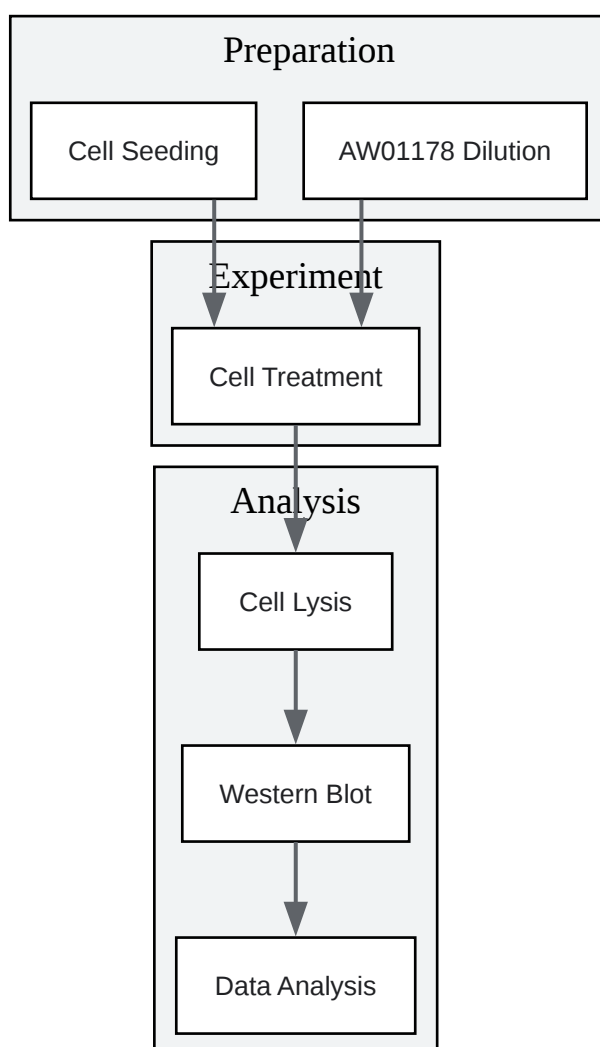 Preparation
Cell Seeding
AW01178 Dilution
Experiment
Cell Treatment
Analysis
Cell Lysis
Western Blot
Data Analysis